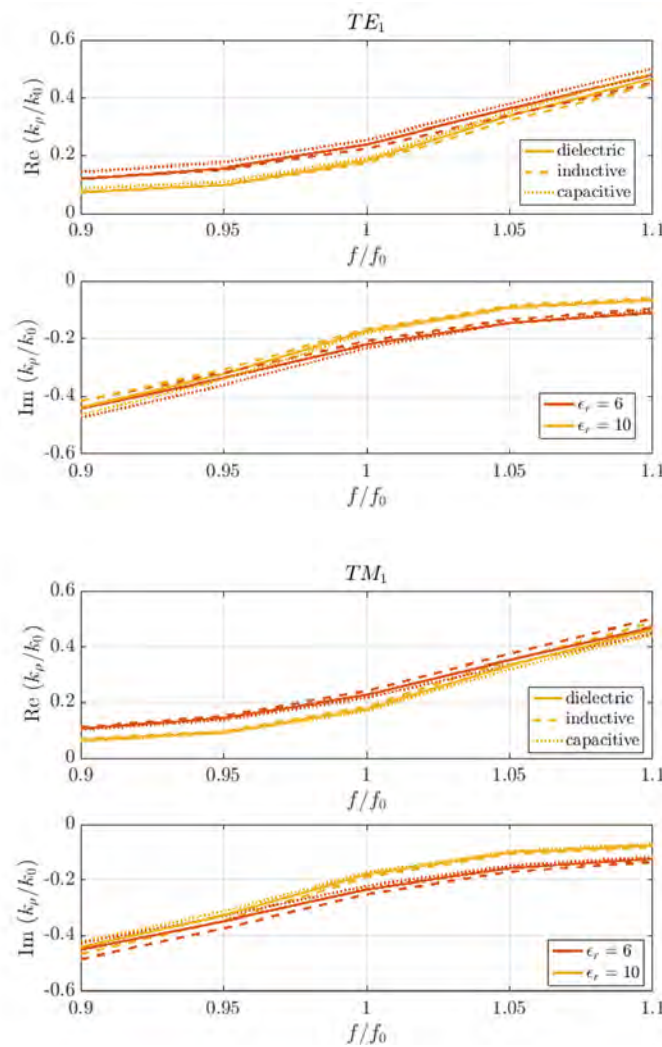 TE₁
Re (kρ/k₀)
0.6
0.4
0.2
0
dielectric
inductive
capacitive
0.9 0.95 1 1.05 1.1
f/f₀
Im (kρ/k₀)
0
-0.2
-0.4
-0.6
ϵr = 6
ϵr = 10
0.9 0.95 1 1.05 1.1
f/f₀
TM₁
Re (kρ/k₀)
0.6
0.4
0.2
0
dielectric
inductive
capacitive
0.9 0.95 1 1.05 1.1
f/f₀
Im (kρ/k₀)
0
-0.2
-0.4
-0.6
ϵr = 6
ϵr = 10
0.9 0.95 1 1.05 1.1
f/f₀